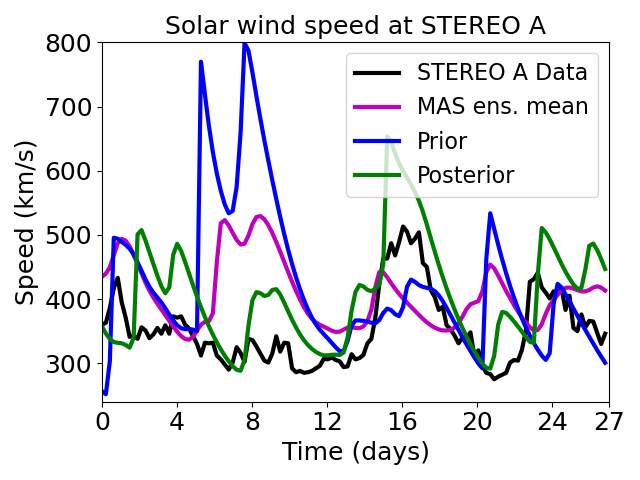 Solar wind speed at STEREO A
Speed (km/s)
800
700
600
500
400
300
STEREO A Data
MAS ens. mean
Prior
Posterior
0 4 8 12 16 20 24 27
Time (days)